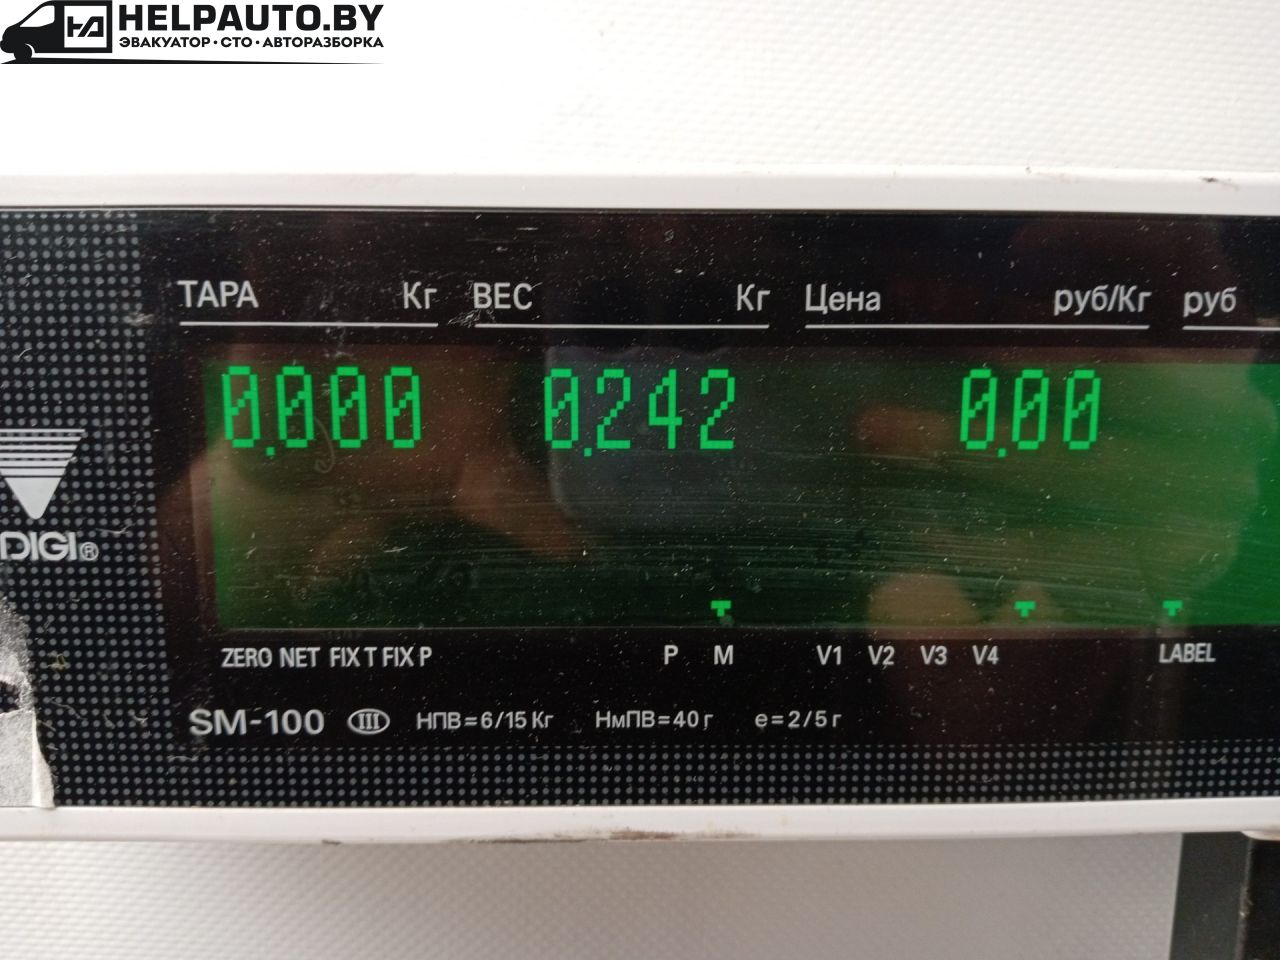 HELPAUTO.BY
ЭВАКУАТОР·СТО·АВТОРАЗБОРКА
ТАРА Кг ВЕС Кг Цена руб/Кг руб
0.000 0.242 0.00
DIGI®
ZERO NET FIX T FIX P P M V1 V2 V3 V4 LABEL
SM-100 III НПВ=6/15 Кг НмПВ=40 г e=2/5 г